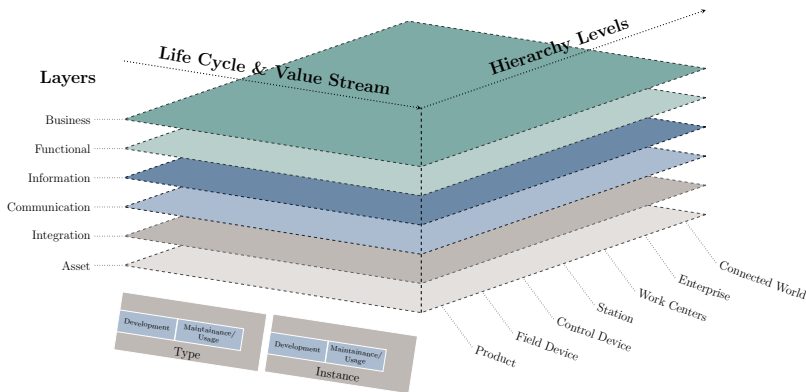 Life Cycle & Value Stream
Hierarchy Levels
Layers
Business
Functional
Information
Communication
Integration
Asset
Connected World
Enterprise
Work Centers
Station
Control Device
Field Device
Product
Development
Maintainance/
Usage
Type
Development
Maintainance/
Usage
Instance